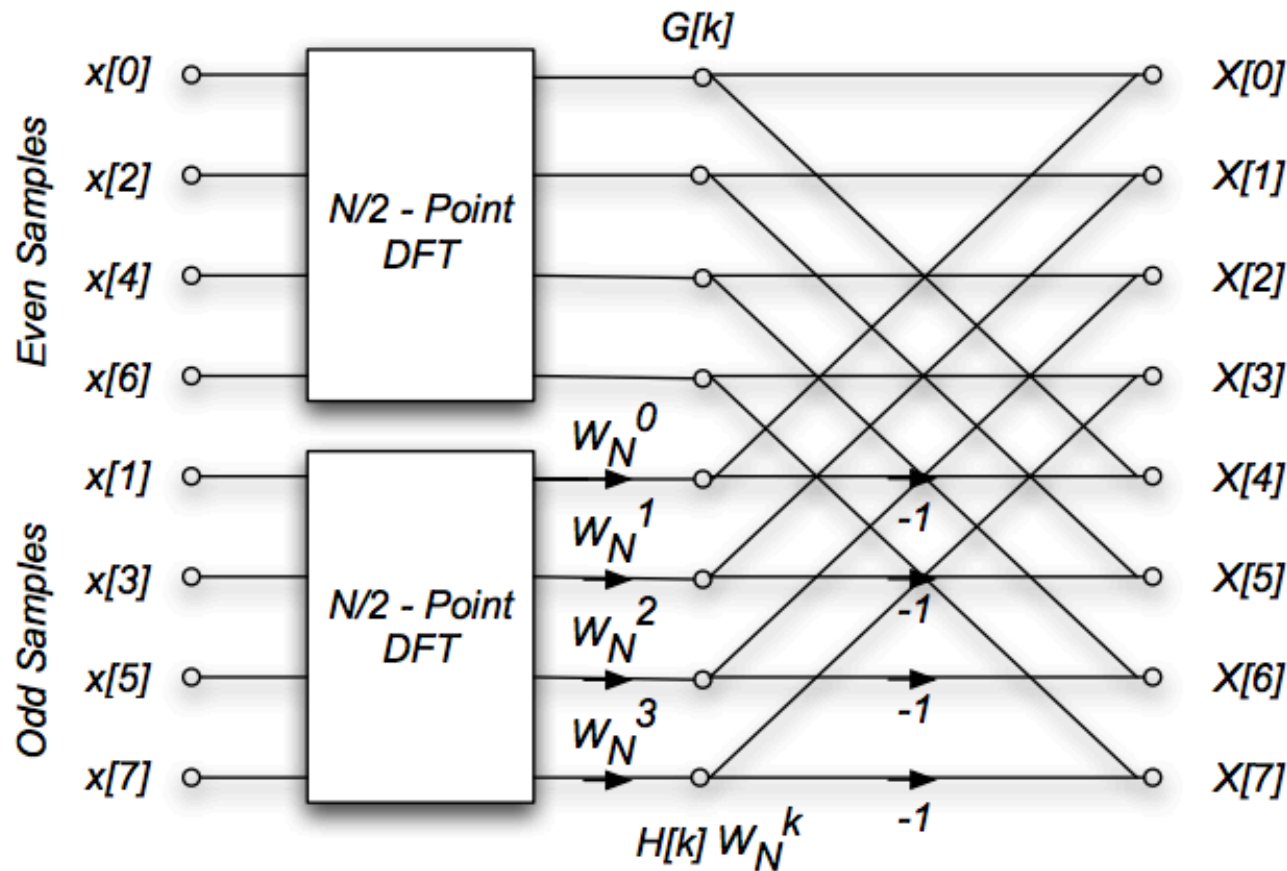 G[k]
x[0]
X[0]
x[2]
X[1]
N/2 - Point
DFT
x[4]
X[2]
x[6]
X[3]
Even Samples
W_N^0
x[1]
X[4]
-1
W_N^1
x[3]
X[5]
-1
N/2 - Point
DFT
W_N^2
x[5]
X[6]
-1
W_N^3
x[7]
X[7]
-1
Odd Samples
H[k] W_N^k